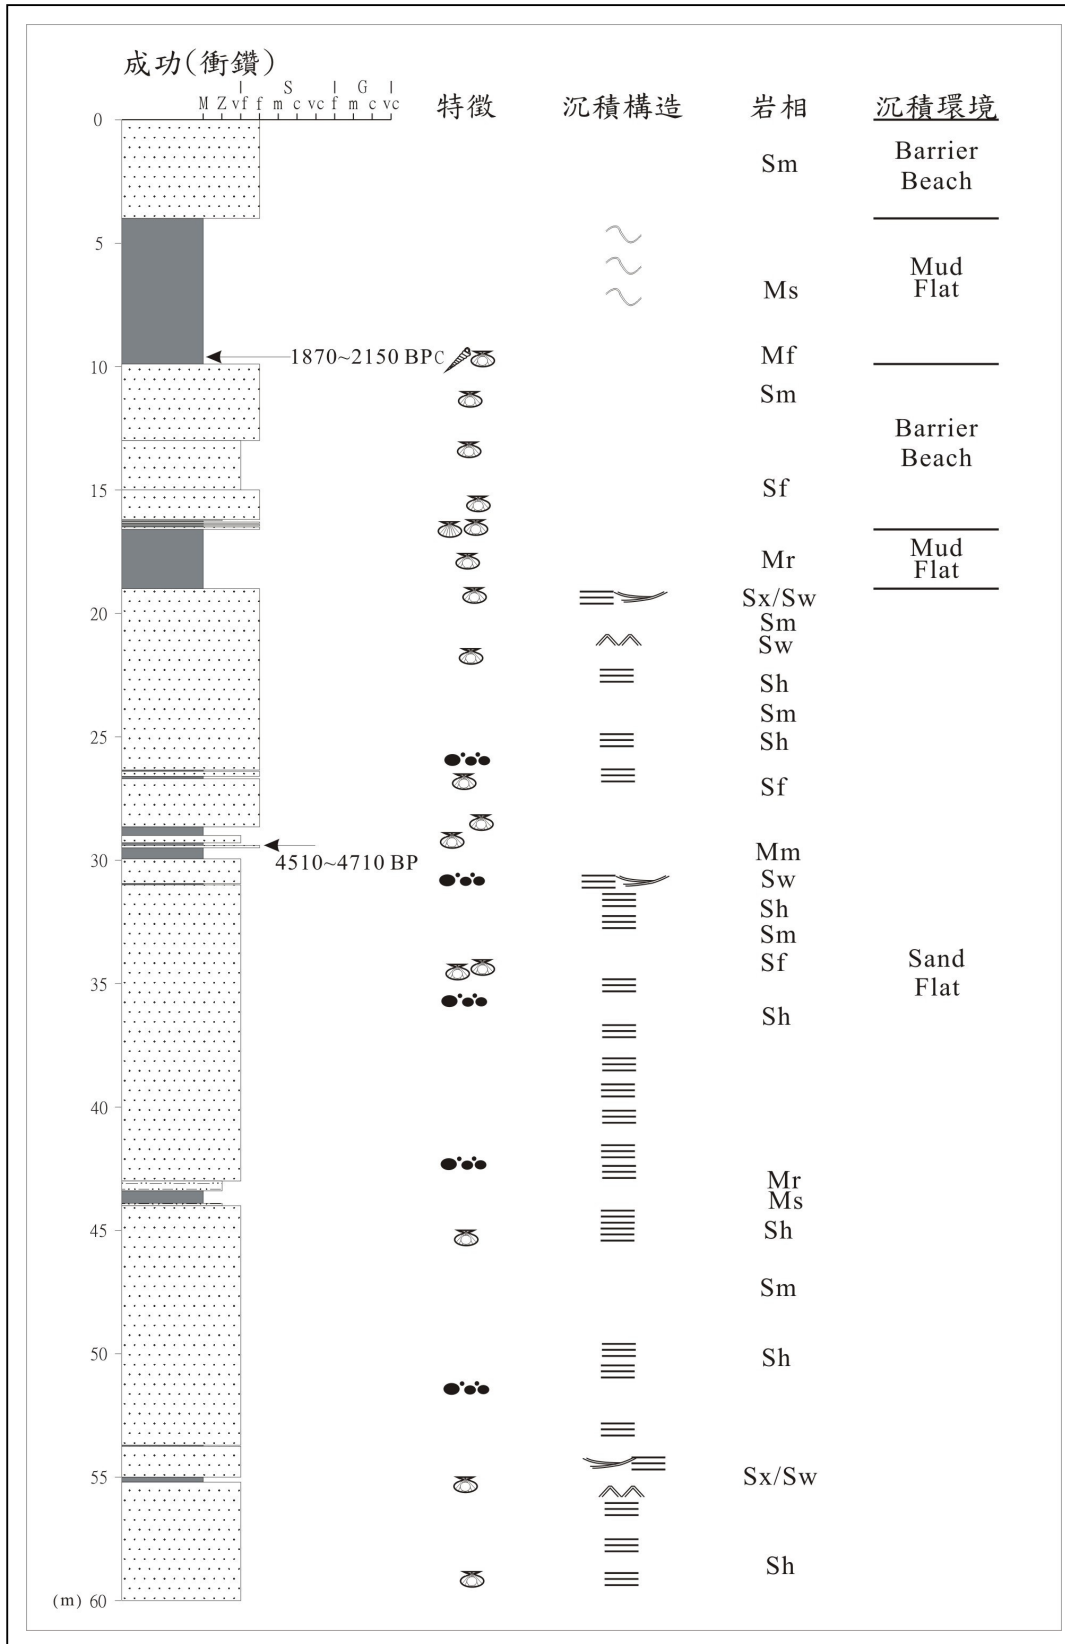 成功(衝鑽)
S G
M Z vf f m c vc f m c vc
特徵 沉積構造 岩相 沉積環境
0
Sm
Barrier
Beach
5
Mud
Flat
Ms
1870~2150 BPC
Mf
10
Sm
Barrier
Beach
15
Sf
Mud
Flat
Mr
Sx/Sw
20
Sm
Sw
Sh
Sm
25
Sh
Sf
4510~4710 BP
Mm
30
Sw
Sh
Sm
Sf
Sand
Flat
35
Sh
40
Mr
Ms
45
Sh
Sm
50
Sh
55
Sx/Sw
Sh
(m) 60